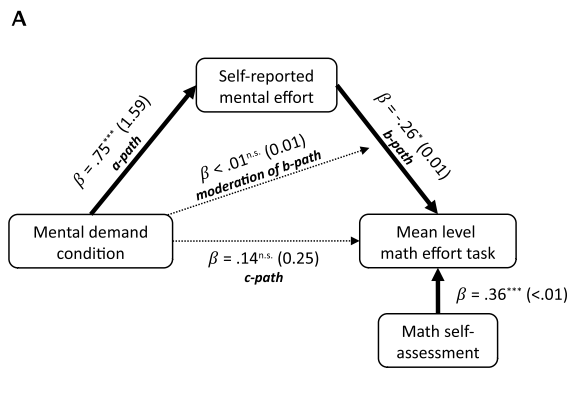 A
Self-reported
mental effort
β = .75*** (1.59)
a-path
β = -.26* (0.01)
b-path
β < .01n.s. (0.01)
moderation of b-path
Mental demand
condition
Mean level
math effort task
β = .14n.s. (0.25)
c-path
β = .36*** (<.01)
Math self-
assessment